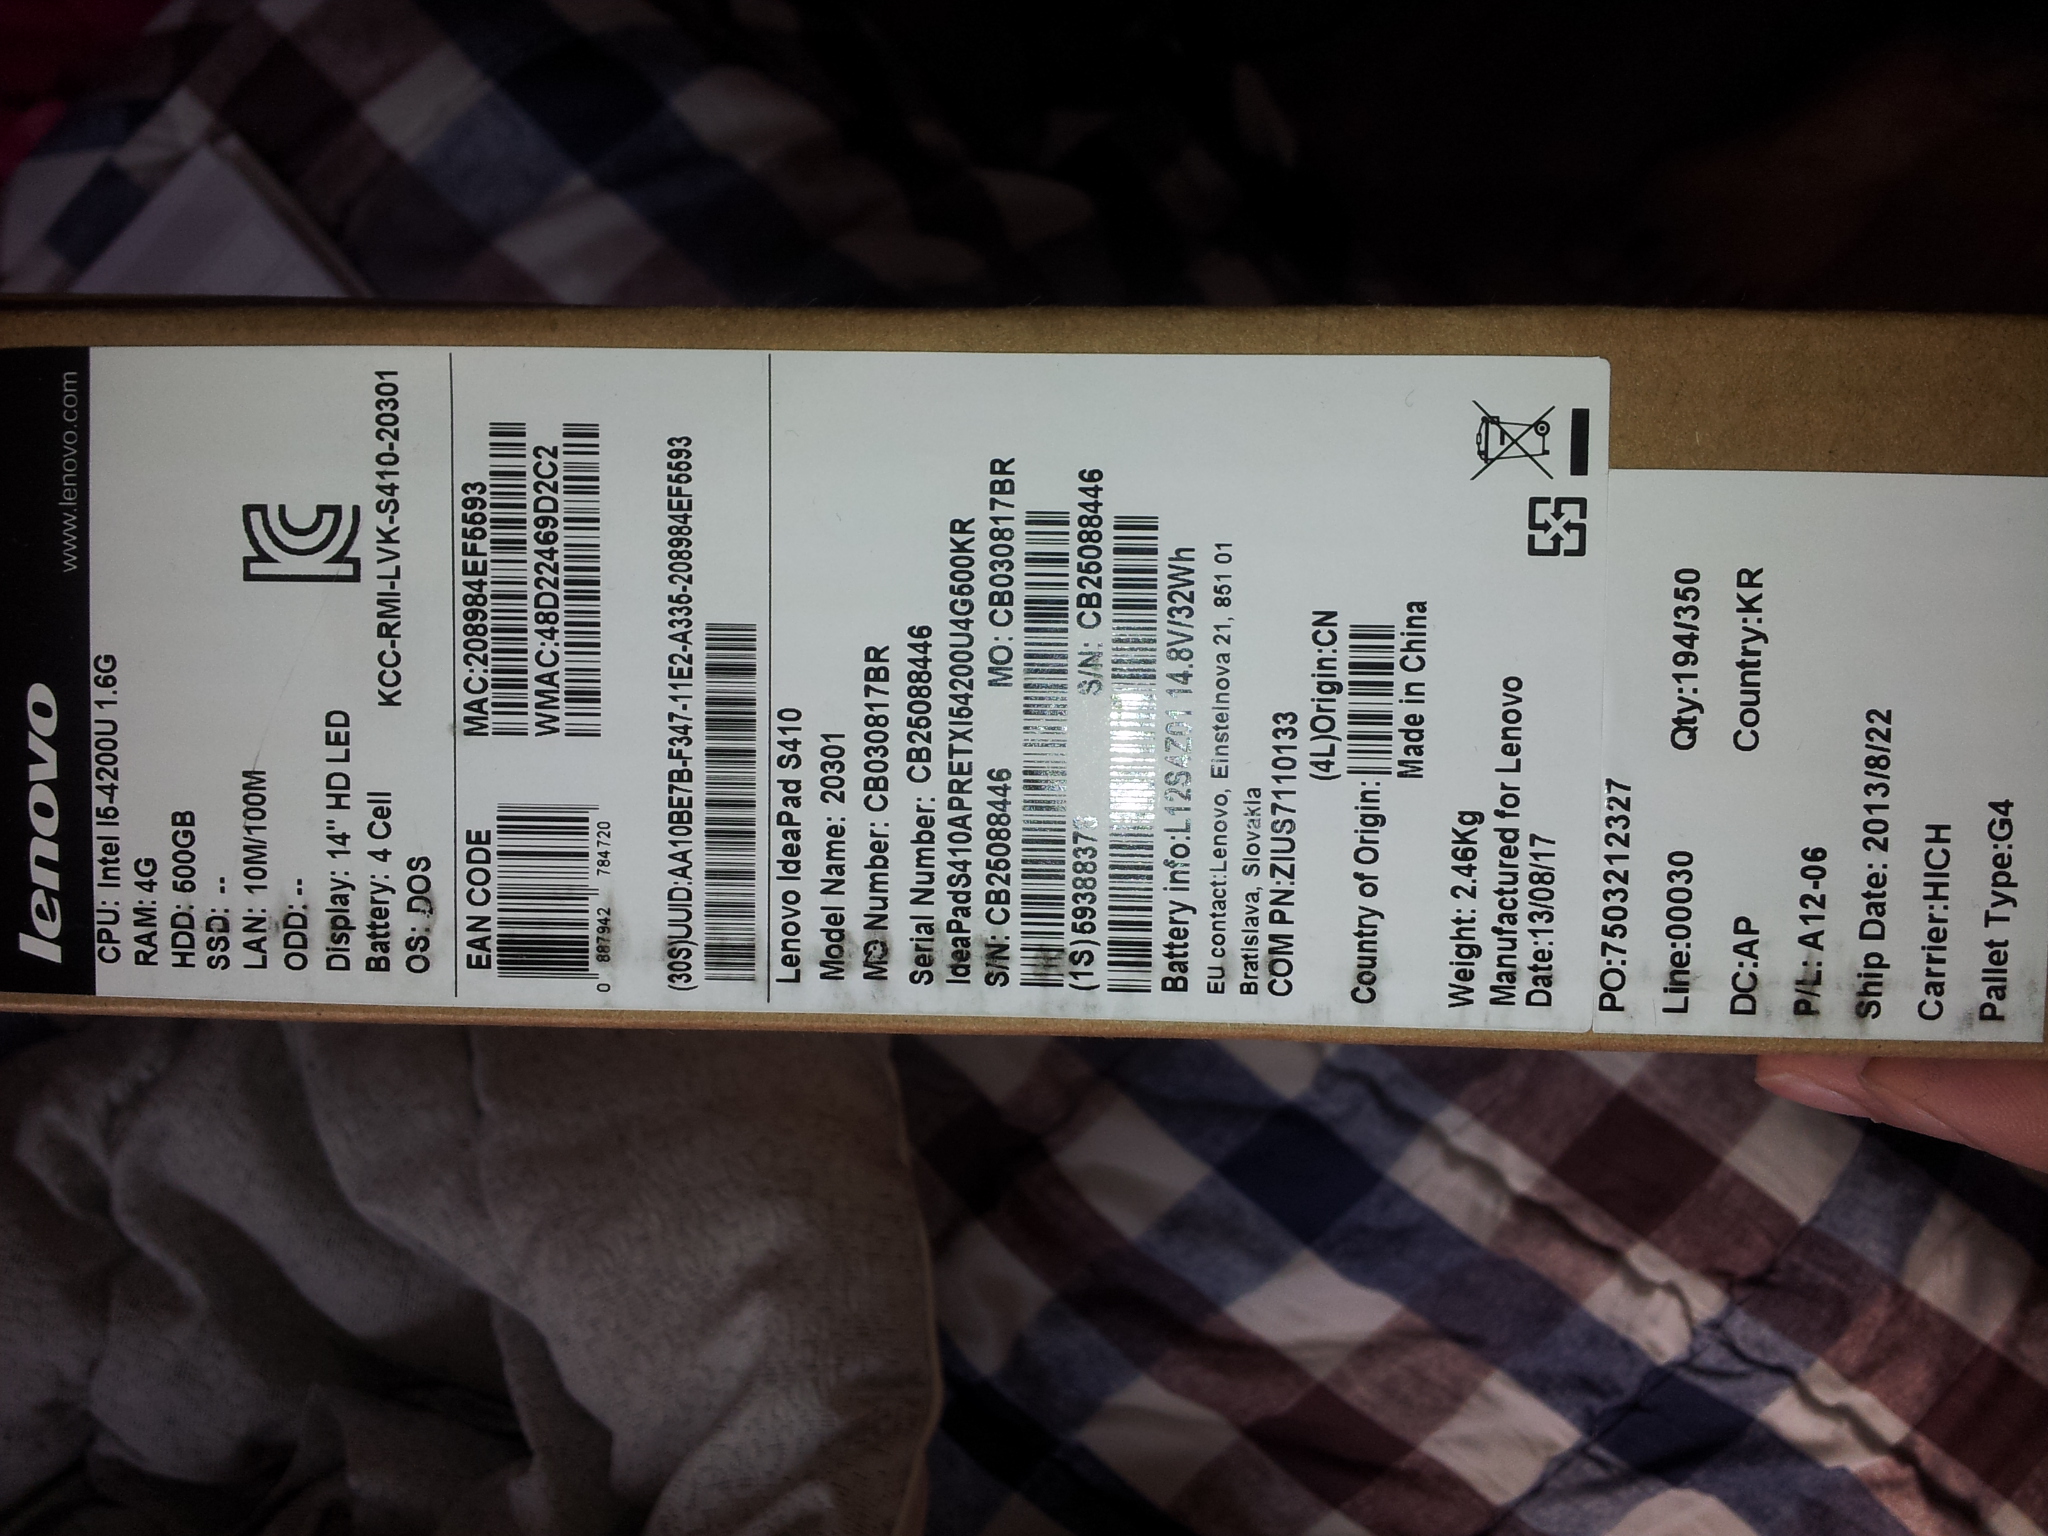 lenovo
www.lenovo.com
CPU: Intel I5-4200U 1.6G
RAM: 4G
HDD: 500GB
SSD: --
LAN: 10M/100M
ODD: --
Display: 14" HD LED
Battery: 4 Cell
KCC-RMI-LVK-S410-20301
OS: DOS
EAN CODE
MAC:208984EF5593
WMAC:48D22469D2C2
0 887942 784720
(30S)UUID:AA10BE7B-F347-11E2-A335-208984EF5593
Lenovo IdeaPad S410
Model Name: 20301
MO Number: CB030817BR
Serial Number: CB25088446
IdeaPadS410APRETXI54200U4G500KR
S/N: CB25088446 MO: CB030817BR
(1S) S/N: CB25088446
Battery info:L12S4Z01 14.8V/32Wh
EU contact:Lenovo, Einsteinova 21, 851 01
Bratislava, Slovakia
COM PN:ZIUS7110133
(4L)Origin:CN
Country of Origin:
Made in China
Weight: 2.46Kg
Manufactured for Lenovo
Date:13/08/17
PO:7503212327
Line:00030 Qty:194/350
DC:AP Country:KR
P/L: A12-06
Ship Date: 2013/8/22
Carrier:HICH
Pallet Type:G4